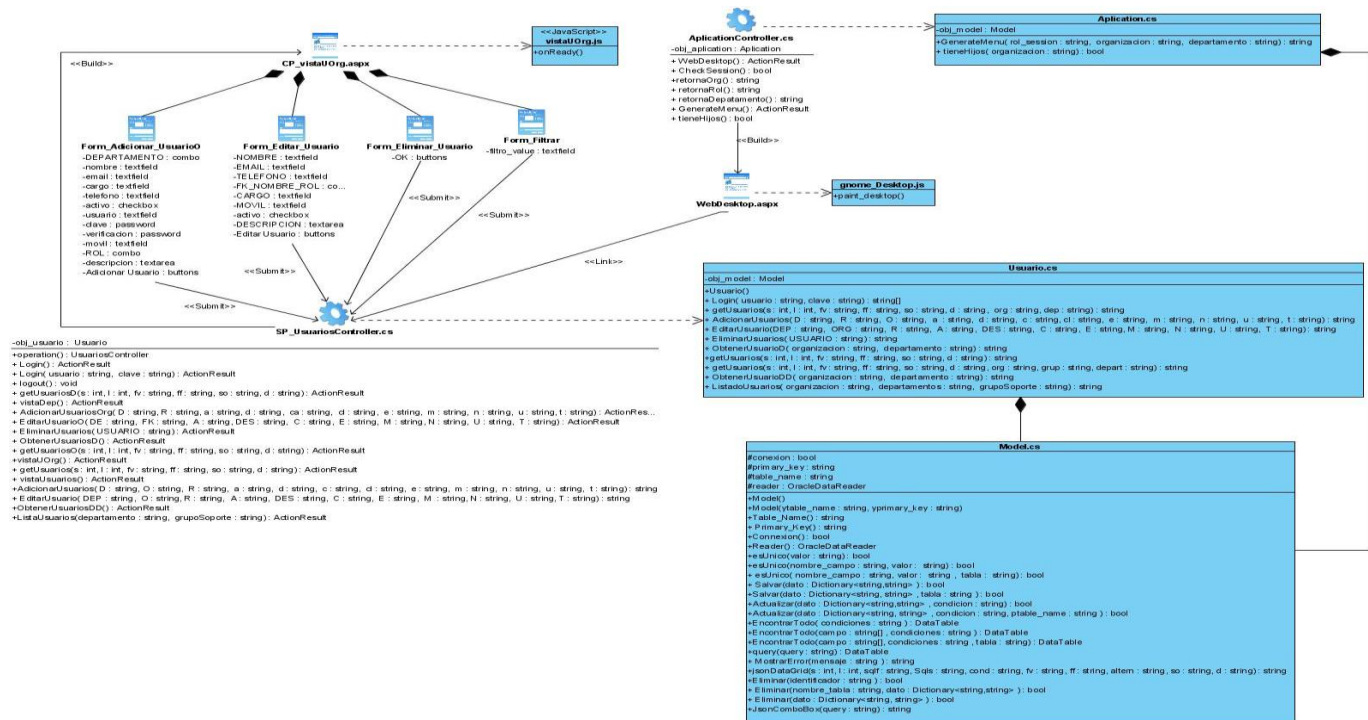 <<JavaScript>>
vistaUOrg.js
+onReady()
<<Build>>
CP_vistaUOrg.aspx
Form_Adicionar_UsuarioO
-DEPARTAMENTO : combo
-nombre : textfield
-email : textfield
-cargo : textfield
-telefono : textfield
-activo : checkbox
-usuario : textfield
-clave : password
-verificacion : password
-movil : textfield
-ROL : combo
-descripcion : textarea
-Adicionar Usuario : buttons
Form_Editar_Usuario
-NOMBRE : textfield
-EMAIL : textfield
-TELEFONO : textfield
-FK_NOMBRE_ROL : co...
-CARGO : textfield
-MOVIL : textfield
-activo : checkbox
-DESCRIPCION : textarea
-Editar Usuario : buttons
Form_Eliminar_Usuario
-OK : buttons
Form_Filtrar
-filtro_value : textfield
<<Submit>>
<<Submit>>
<<Submit>>
<<Submit>>
<<Link>>
SP_UsuariosController.cs
-obj_usuario : Usuario
+operation() : UsuariosController
+ Login() : ActionResult
+ Login( usuario : string, clave : string) : ActionResult
+ logout() : void
+ getUsuariosD(s : int, l : int, fv : string, ff : string, so : string, d : string) : ActionResult
+ vistaDep() : ActionResult
+ AdicionarUsuariosOrg( D : string, R : string, a : string, d : string, ca : string, d : string, e : string, m : string, n : string, u : string, t : string) : ActionRes...
+ EditarUsuarioO(DE : string, FK : string, A : string, DES : string, C : string, E : string, M : string, N : string, U : string, T : string) : ActionResult
+ EliminarUsuarios( USUARIO : string) : ActionResult
+ ObtenerUsuariosD() : ActionResult
+ getUsuariosO(s : int, l : int, fv : string, ff : string, so : string, d : string) : ActionResult
+vistaUOrg() : ActionResult
+ getUsuarios(s : int, l : int, fv : string, ff : string, so : string, d : string) : ActionResult
+ vistaUsuarios() : ActionResult
+AdicionarUsuarios( D : string, O : string, R : string, a : string, d : string, c : string, cl : string, e : string, m : string, n : string, u : string, t : string) : string
+ EditarUsuario( DEP : string, O : string, R : string, A : string, DES : string, C : string, E : string, M : string, N : string, U : string, T : string) : string
+ObtenerUsuariosDD() : ActionResult
+ListaUsuarios(departamento : string, grupoSoporte : string) : ActionResult
AplicationController.cs
-obj_aplication : Aplication
+ WebDesktop() : ActionResult
+ CheckSession() : bool
+retornaOrg() : string
+retornaRol() : string
+retornaDepatamento() : string
+ GenerateMenu() : ActionResult
+ tieneHijos() : bool
<<Build>>
WebDesktop.aspx
Aplication.cs
-obj_model : Model
+GenerateMenu( rol_session : string, organizacion : string, departamento : string) : string
+ tieneHijos( organizacion : string) : bool
gnome_Desktop.js
+paint_desktop()
Usuario.cs
-obj_model : Model
+Usuario()
+ Login( usuario : string, clave : string) : string[]
+ getUsuarios(s : int, l : int, fv : string, ff : string, so : string, d : string, org : string, dep : string) : string
+ AdicionarUsuarios(D : string, R : string, O : string, a : string, d : string, c : string, cl : string, e : string, m : string, n : string, u : string, t : string) : string
+ EditarUsuario(DEP : string, ORG : string, R : string, A : string, DES : string, C : string, E : string, M : string, N : string, U : string, T : string) : string
+ EliminarUsuarios( USUARIO : string) : string
+ ObtenerUsuarioD( organizacion : string, departamento : string) : string
+getUsuarios(s : int, l : int, fv : string, ff : string, so : string, d : string) : string
+ getUsuarios(s : int, l : int, fv : string, ff : string, so : string, d : string, org : string, grup : string, depart : string) : string
+ ObtenerUsuarioDD( organizacion : string, departamento : string) : string
+ ListadoUsuarios( organizacion : string, departamentos : string, grupoSoporte : string) : string
Model.cs
#conexion : bool
#primary_key : string
#table_name : string
#reader : OracleDataReader
+Model()
+Model(ytable_name : string, yprimary_key : string)
+Table_Name() : string
+ Primary_Key() : string
+Connexion() : bool
+Reader() : OracleDataReader
+esUnico(valor : string) : bool
+esUnico(nombre_campo : string, valor : string) : bool
+ esUnico( nombre_campo : string, valor : string , tabla : string) : bool
+ Salvar(dato : Dictionary<string,string> ) : bool
+Salvar(dato : Dictionary<string,string> , tabla : string ) : bool
+Actualizar(dato : Dictionary<string,string> , condicion : string) : bool
+Actualizar(dato : Dictionary<string, string> , condicion : string, ptable_name : string ) : bool
+EncontrarTodo( condiciones : string ) : DataTable
+EncontrarTodo(campo : string[] , condiciones : string ) : DataTable
+EncontrarTodo(campo : string[], condiciones : string , tabla : string) : DataTable
+query(query : string) : DataTable
+ MostrarError(mensaje : string ) : string
+jsonDataGrid(s : int, l : int, sqlf : string, Sqls : string, cond : string, fv : string, ff : string, altern : string, so : string, d : string) : string
+Eliminar(identificador : string ) : bool
+ Eliminar(nombre_tabla : string, dato : Dictionary<string,string> ) : bool
+ Eliminar(dato : Dictionary<string, string> ) : bool
+JsonComboBox(query : string) : string